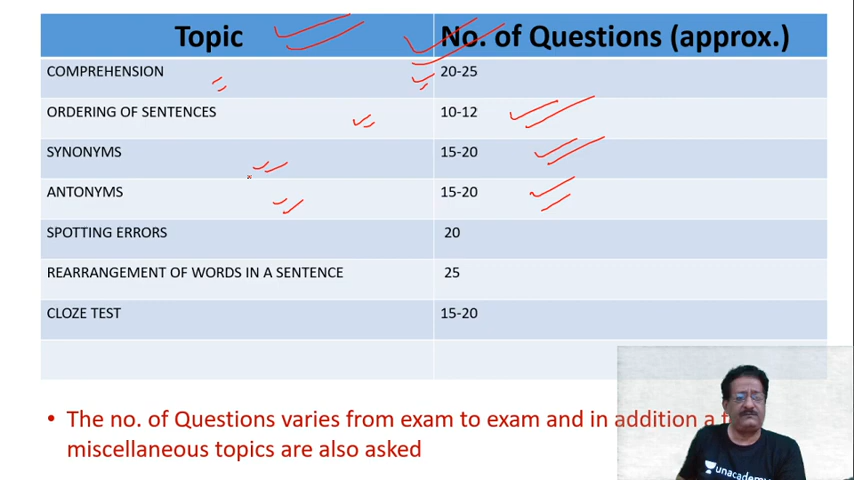 Topic
No. of Questions (approx.)
COMPREHENSION
20-25
ORDERING OF SENTENCES
10-12
SYNONYMS
15-20
ANTONYMS
15-20
SPOTTING ERRORS
20
REARRANGEMENT OF WORDS IN A SENTENCE
25
CLOZE TEST
15-20
• The no. of Questions varies from exam to exam and in addition a
miscellaneous topics are also asked
unacademy